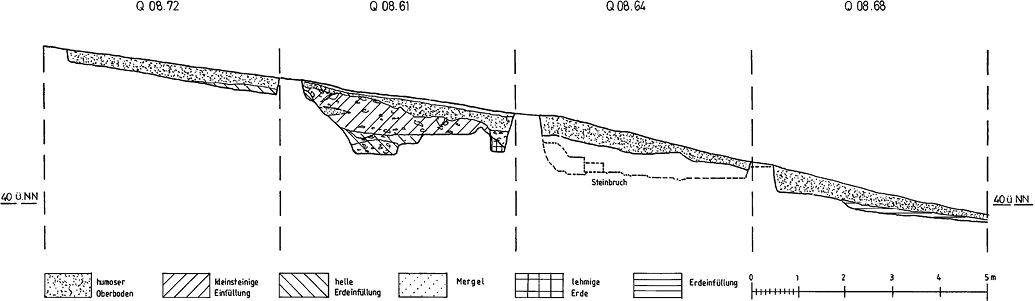 Q 08.72 Q 08.61 Q 08.64 Q 08.68
Steinbruch
40 ü. NN 40 ü NN
humoser
Oberboden
kleinsteinige
Einfüllung
helle
Erdeinfüllung
Mergel
lehmige
Erde
Erdeinfüllung
0 1 2 3 4 5 m